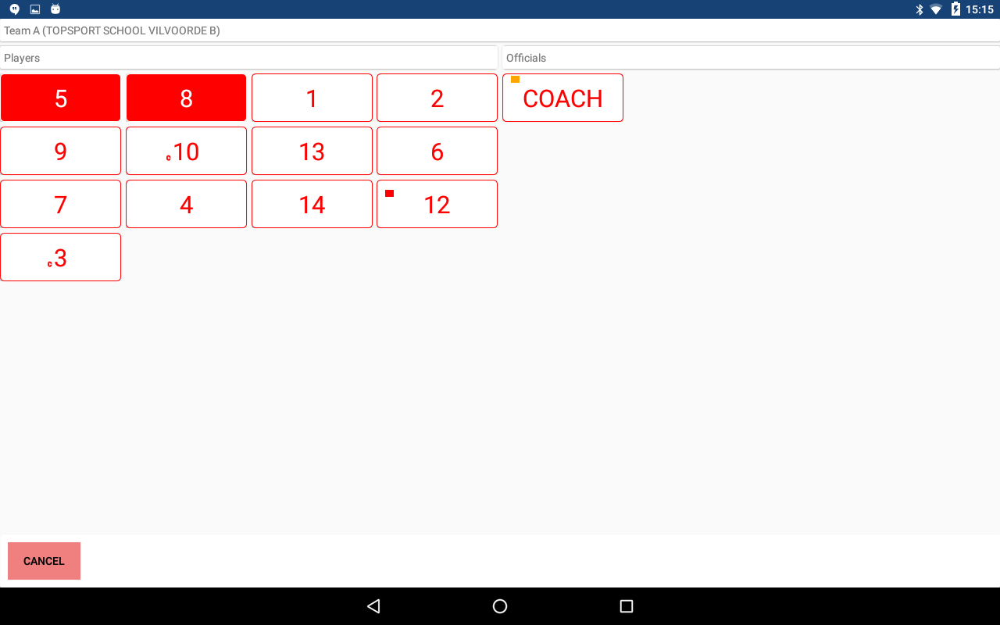 15:15
Team A (TOPSPORT SCHOOL VILVOORDE B)
Players
Officials
5
8
1
2
COACH
9
c10
13
6
7
4
14
12
c3
CANCEL